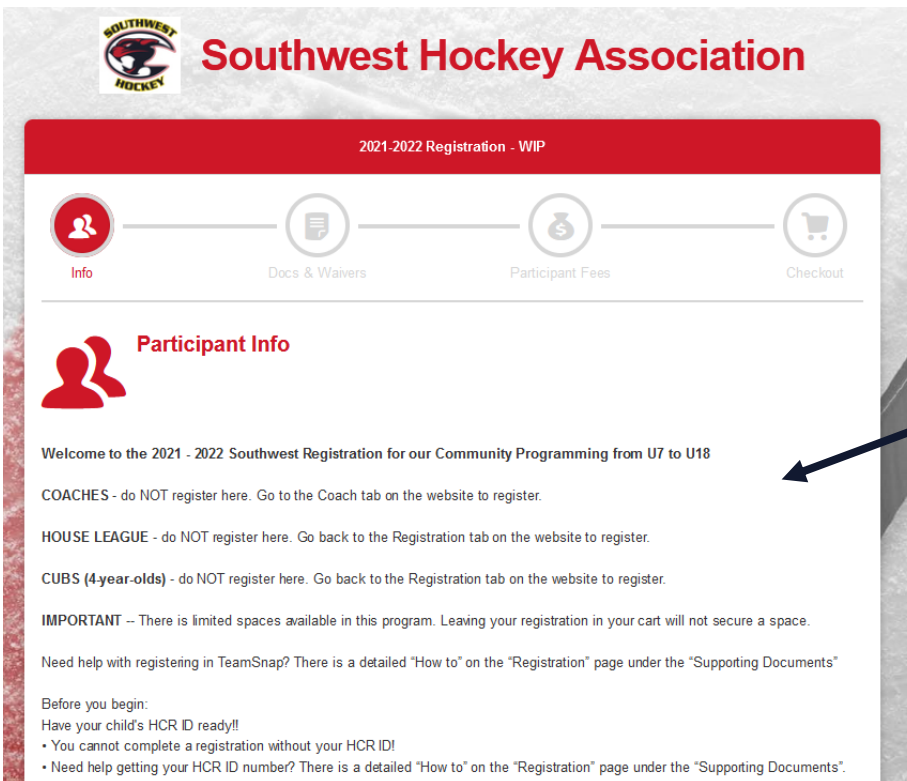 SOUTHWEST
HOCKEY
Southwest Hockey Association
2021-2022 Registration - WIP
Info
Docs & Waivers
Participant Fees
Checkout
Participant Info
Welcome to the 2021 - 2022 Southwest Registration for our Community Programming from U7 to U18
COACHES - do NOT register here. Go to the Coach tab on the website to register.
HOUSE LEAGUE - do NOT register here. Go back to the Registration tab on the website to register.
CUBS (4-year-olds) - do NOT register here. Go back to the Registration tab on the website to register.
IMPORTANT -- There is limited spaces available in this program. Leaving your registration in your cart will not secure a space.
Need help with registering in TeamSnap? There is a detailed “How to” on the “Registration” page under the “Supporting Documents”
Before you begin:
Have your child's HCR ID ready!!
• You cannot complete a registration without your HCR ID!
• Need help getting your HCR ID number? There is a detailed “How to” on the “Registration” page under the “Supporting Documents”.